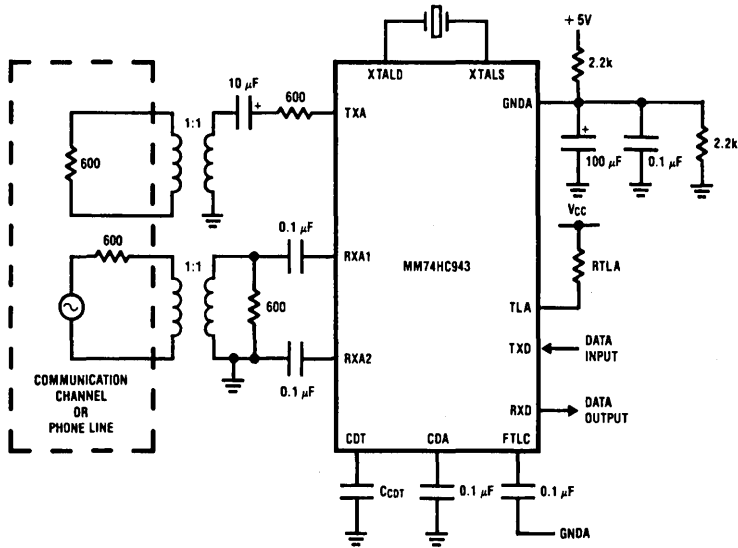 + 5V
2.2k
XTALD
XTALS
10 μF
+
600
TXA
GNDA
1:1
600
+
100 μF
0.1 μF
2.2k
VCC
600
0.1 μF
RXA1
MM74HC943
RTLA
1:1
600
TLA
TXD
DATA
INPUT
RXA2
0.1 μF
COMMUNICATION
CHANNEL
OR
PHONE LINE
RXD
DATA
OUTPUT
CDT
CDA
FTLC
CCDT
0.1 μF
0.1 μF
GNDA